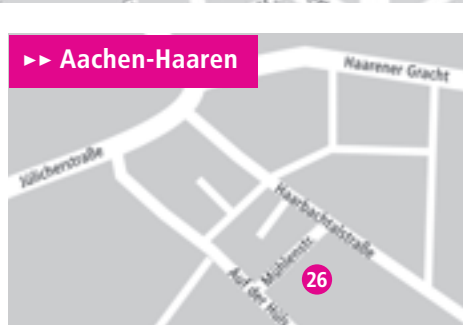 ►► Aachen-Haaren
Haarener Gracht
Jülicherstraße
Haarbachtalstraße
Mühlenstr.
Auf der Hüls
26